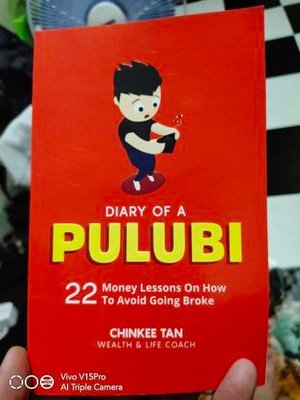 DIARY OF A
PULUBI
22 Money Lessons On How
To Avoid Going Broke
CHINKEE TAN
WEALTH & LIFE COACH
Vivo V15Pro
AI Triple Camera